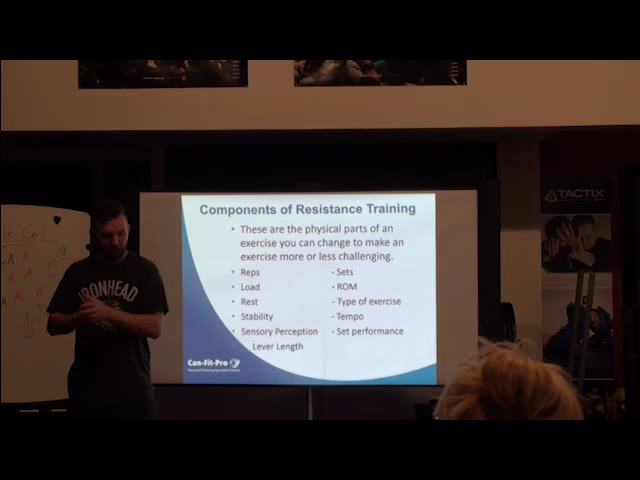 TACTIX
IRONHEAD
Components of Resistance Training
• These are the physical parts of an
exercise you can change to make an
exercise more or less challenging.
• Reps - Sets
• Load - ROM
• Rest - Type of exercise
• Stability - Tempo
• Sensory Perception - Set performance
Lever Length
Can-Fit-Pro